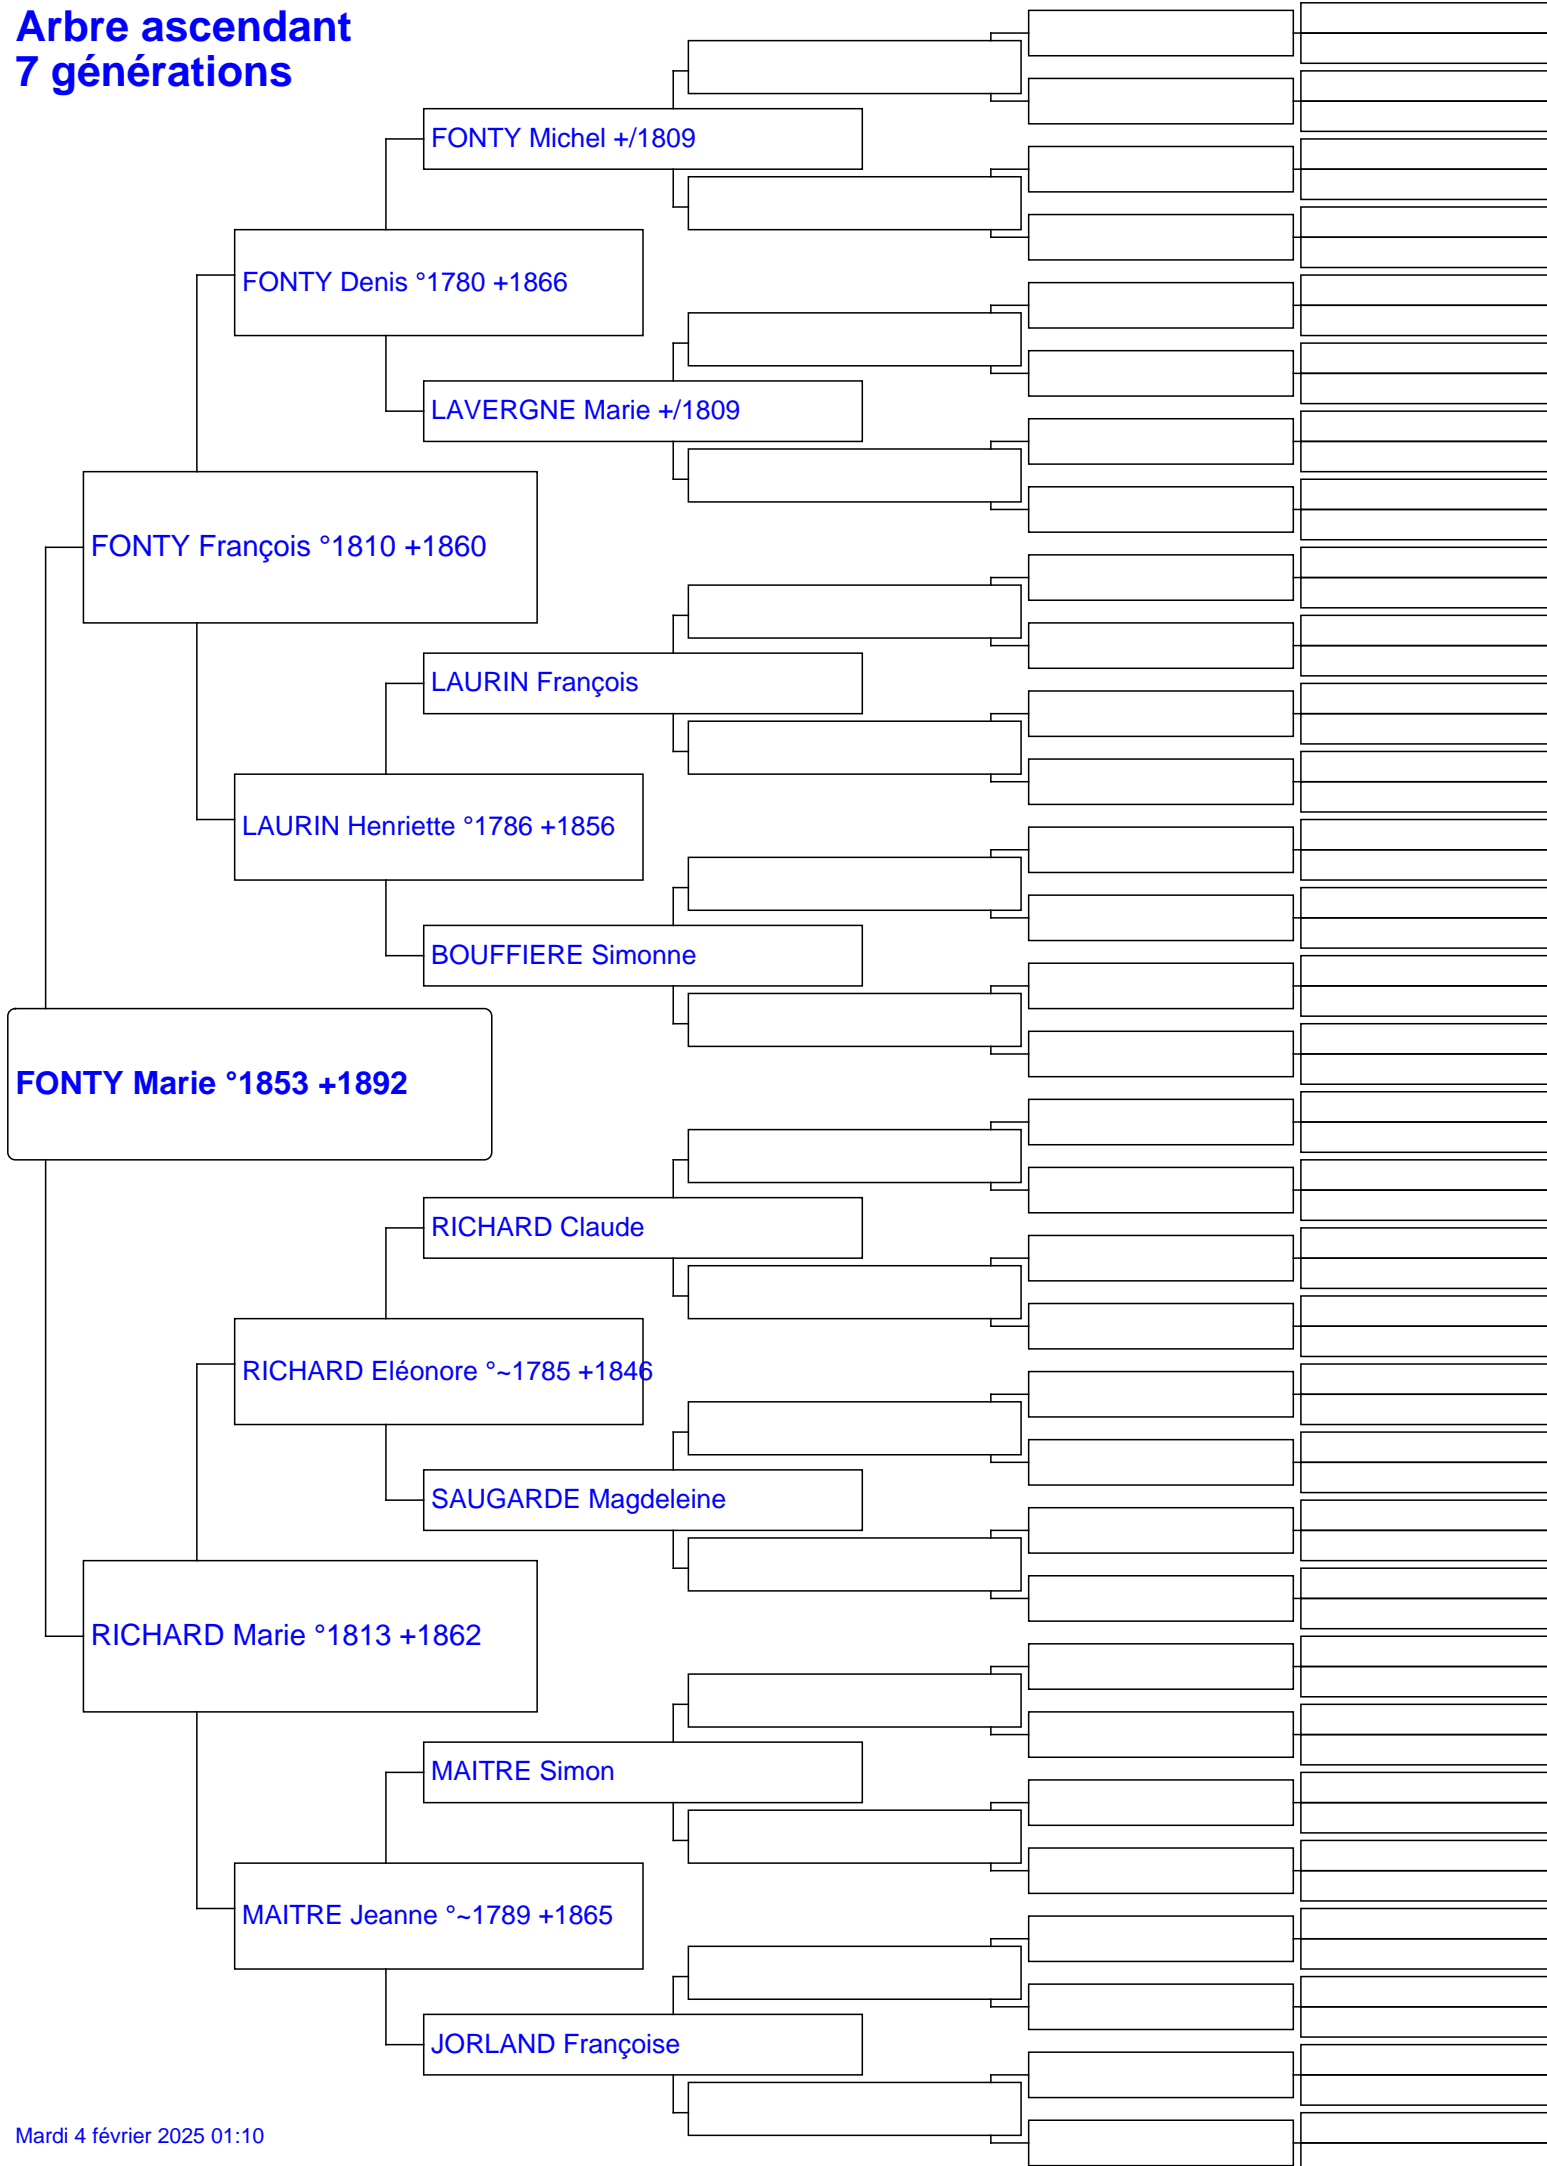 Arbre ascendant
7 générations
FONTY Michel +/1809
FONTY Denis °1780 +1866
LAVERGNE Marie +/1809
FONTY François °1810 +1860
LAURIN François
LAURIN Henriette °1786 +1856
BOUFFIERE Simonne
FONTY Marie °1853 +1892
RICHARD Claude
RICHARD Eléonore °~1785 +1846
SAUGARDE Magdeleine
RICHARD Marie °1813 +1862
MAITRE Simon
MAITRE Jeanne °~1789 +1865
JORLAND Françoise
Mardi 4 février 2025 01:10